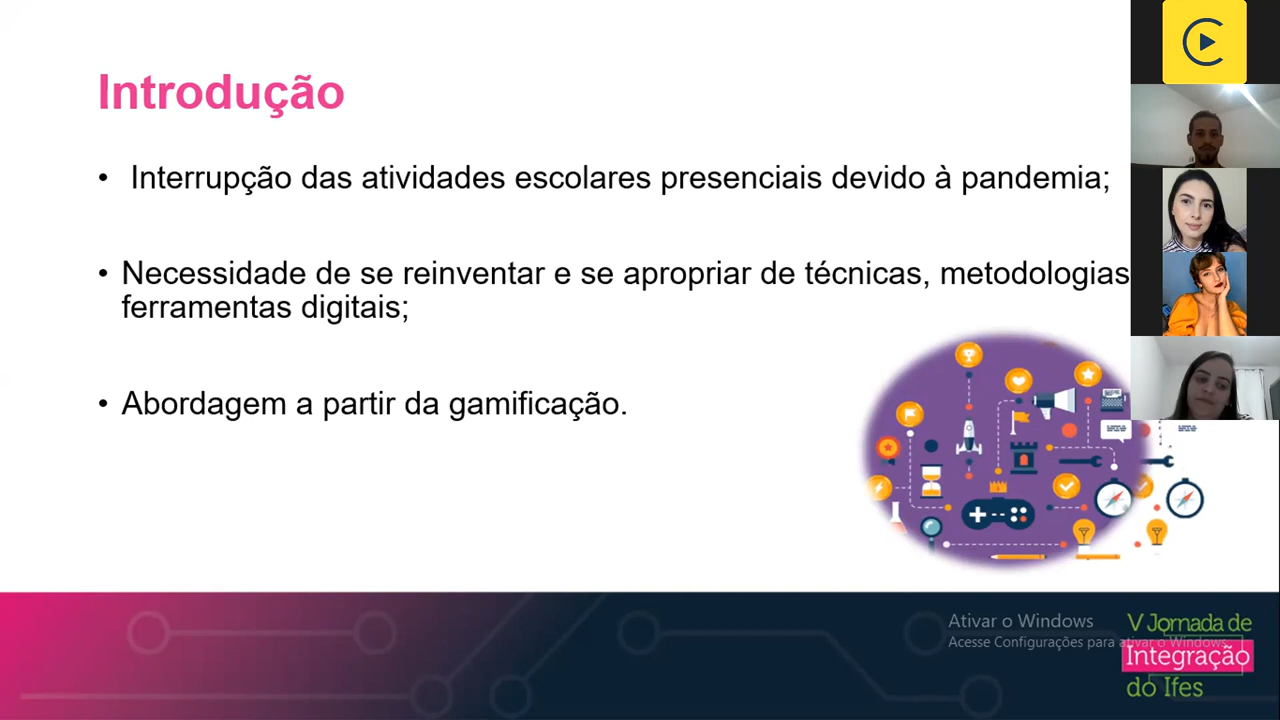 Introdução
• Interrupção das atividades escolares presenciais devido à pandemia;
• Necessidade de se reinventar e se apropriar de técnicas, metodologias
ferramentas digitais;
• Abordagem a partir da gamificação.
Ativar o Windows
Acesse Configurações para ativar o Windows.
V Jornada de
Integração
do Ifes